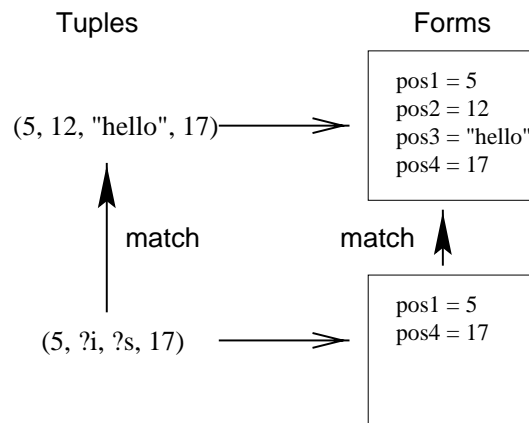 Tuples
Forms
(5, 12, "hello", 17)
pos1 = 5
pos2 = 12
pos3 = "hello"
pos4 = 17
match
match
(5, ?i, ?s, 17)
pos1 = 5
pos4 = 17